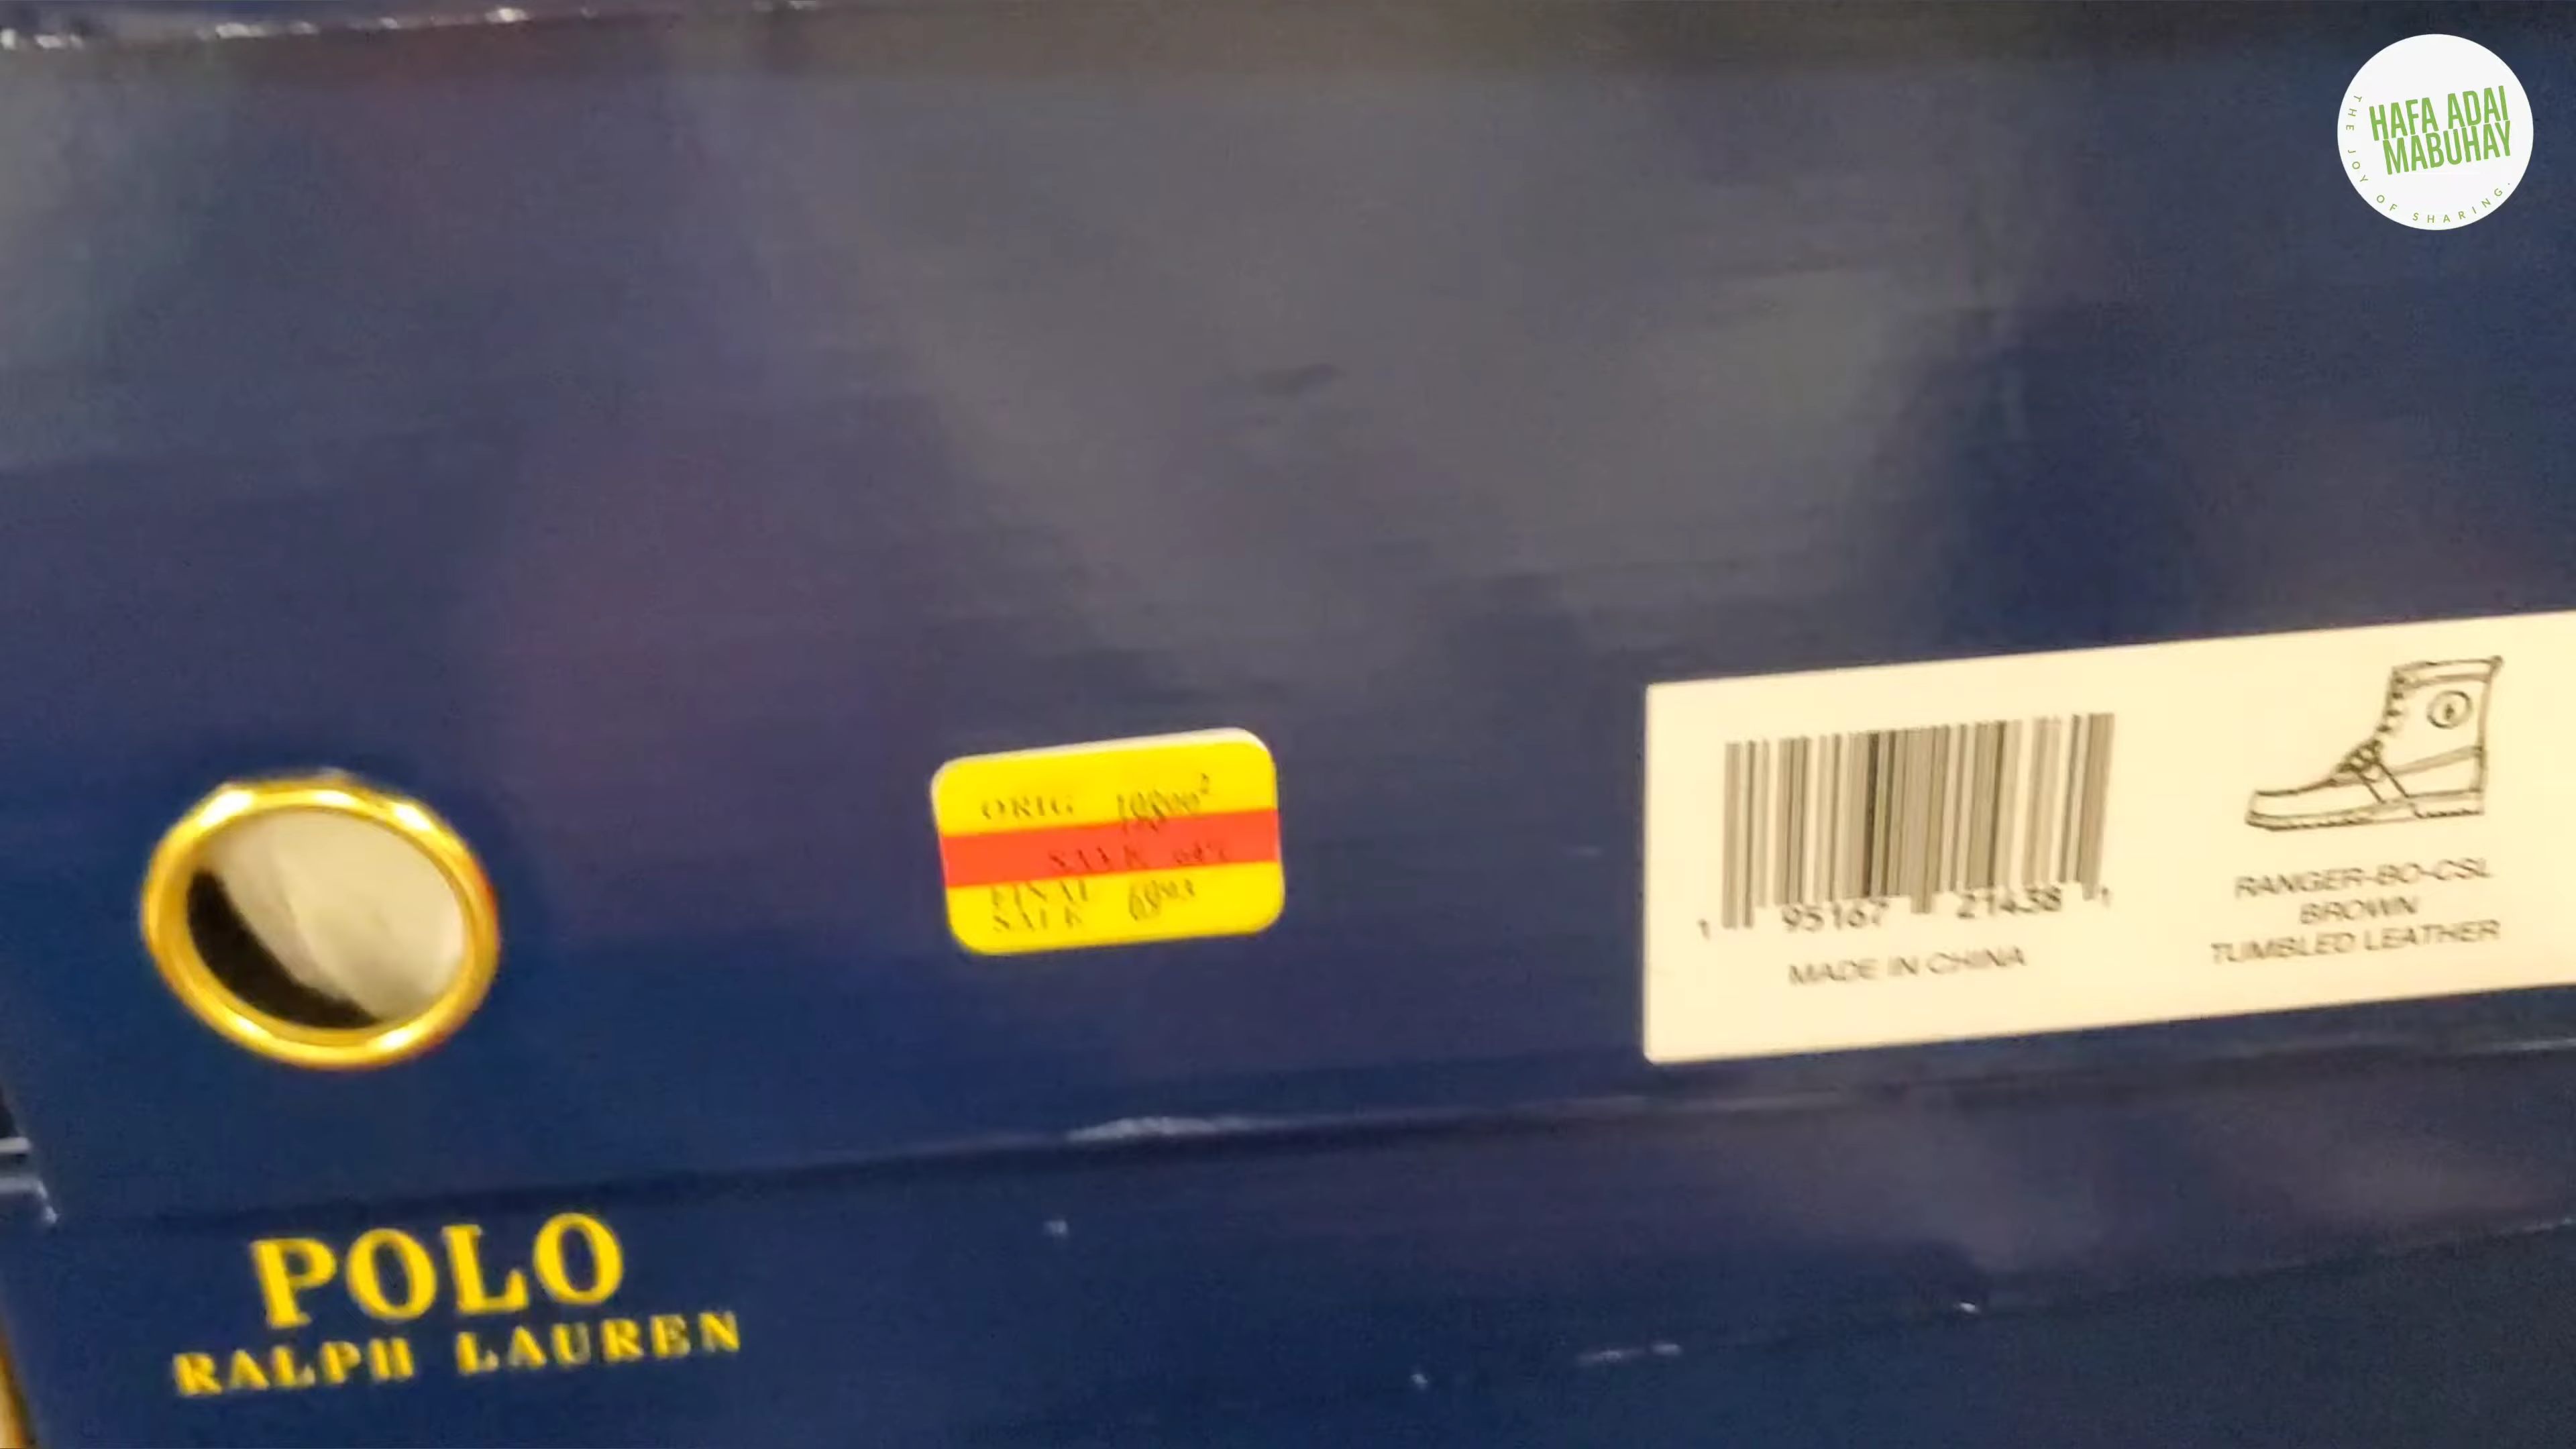 HAFA ADAI
MABUHAY
THE JOY OF SHARING.
ORIG
SALE
FINAL
SALE
1 95167 21438 1
MADE IN CHINA
RANGER-BO-CSL
BROWN
TUMBLED LEATHER
POLO
RALPH LAUREN